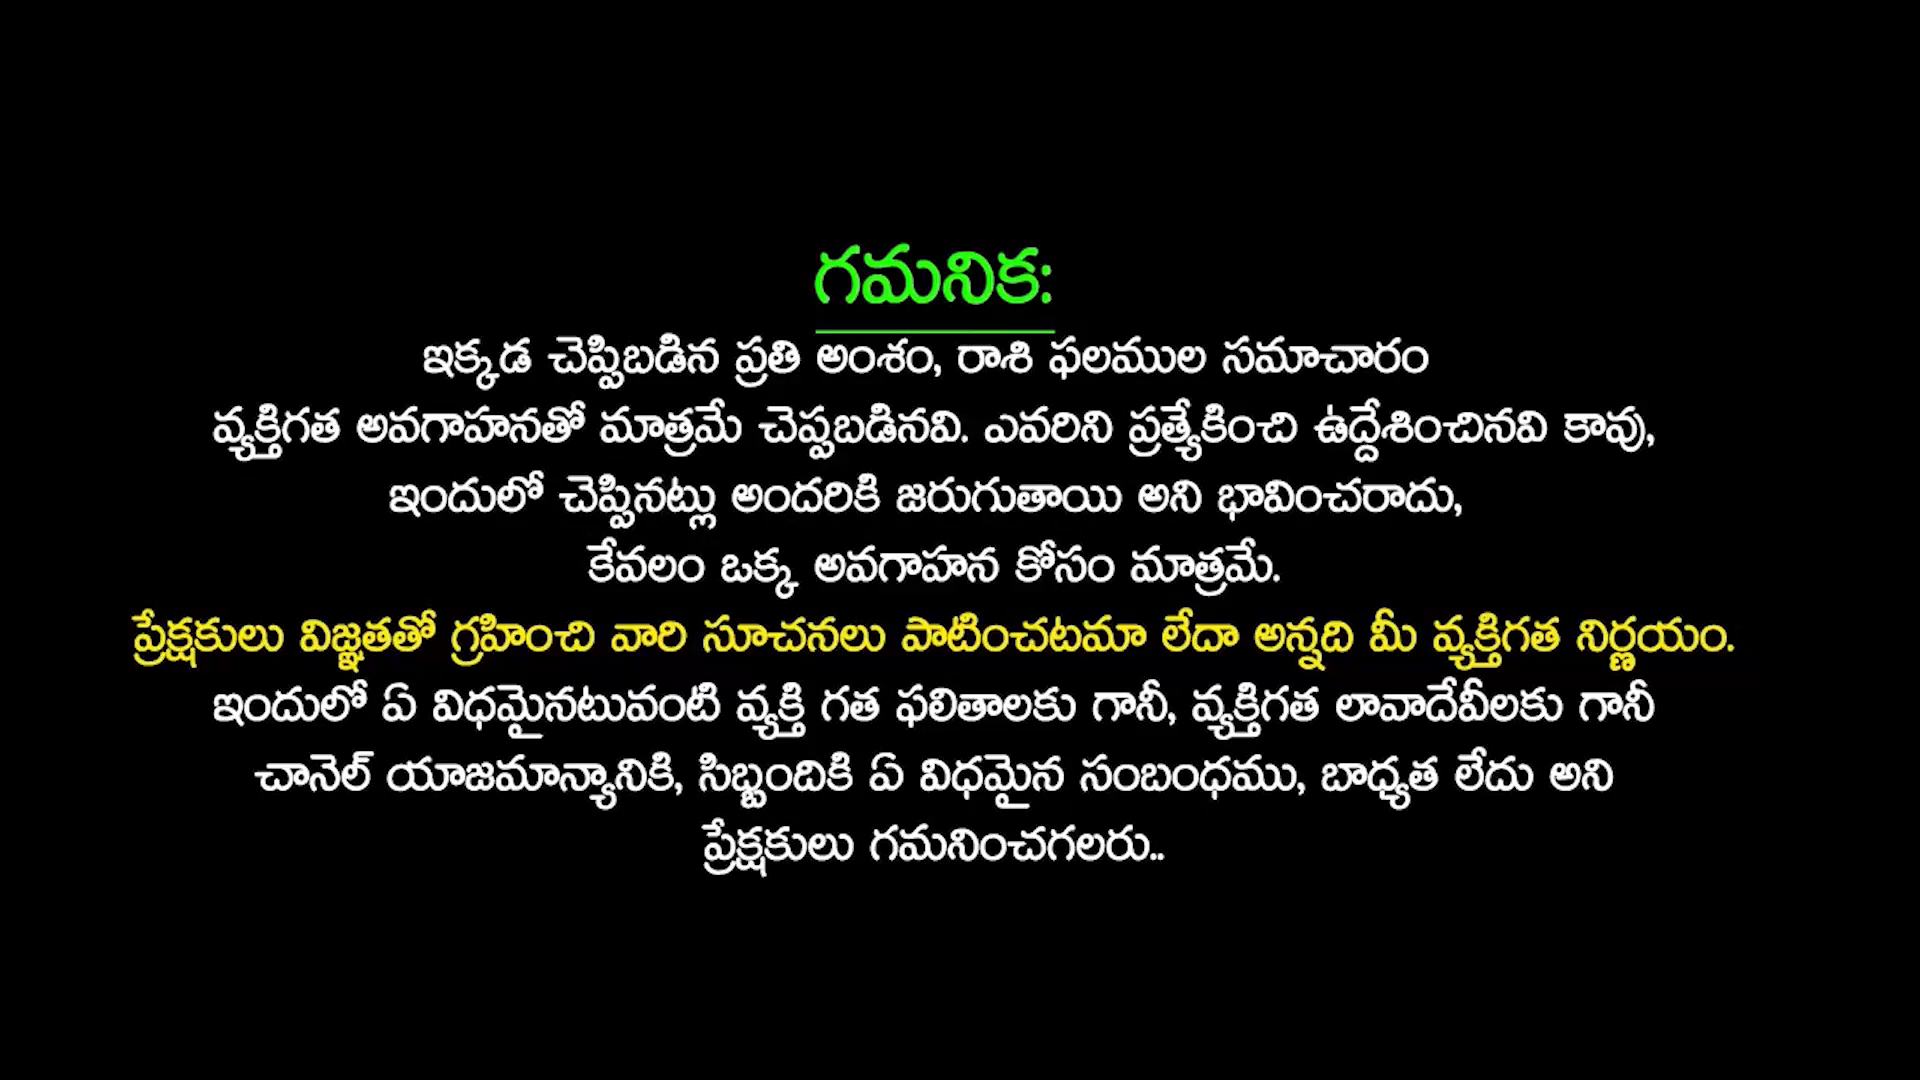 గమనిక:
ఇక్కడ చెప్పిబడిన ప్రతి అంశం, రాశి ఫలముల సమాచారం
వ్యక్తిగత అవగాహనతో మాత్రమే చెప్పబడినవి. ఎవరిని ప్రత్యేకించి ఉద్దేశించినవి కావు,
ఇందులో చెప్పినట్లు అందరికి జరుగుతాయి అని భావించరాదు,
కేవలం ఒక్క అవగాహన కోసం మాత్రమే.
ప్రేక్షకులు విజ్ఞతతో గ్రహించి వారి సూచనలు పాటించటమా లేదా అన్నది మీ వ్యక్తిగత నిర్ణయం.
ఇందులో ఏ విధమైనటువంటి వ్యక్తి గత ఫలితాలకు గానీ, వ్యక్తిగత లావాదేవీలకు గానీ
చానెల్ యాజమాన్యానికి, సిబ్బందికి ఏ విధమైన సంబంధము, బాధ్యత లేదు అని
ప్రేక్షకులు గమనించగలరు..